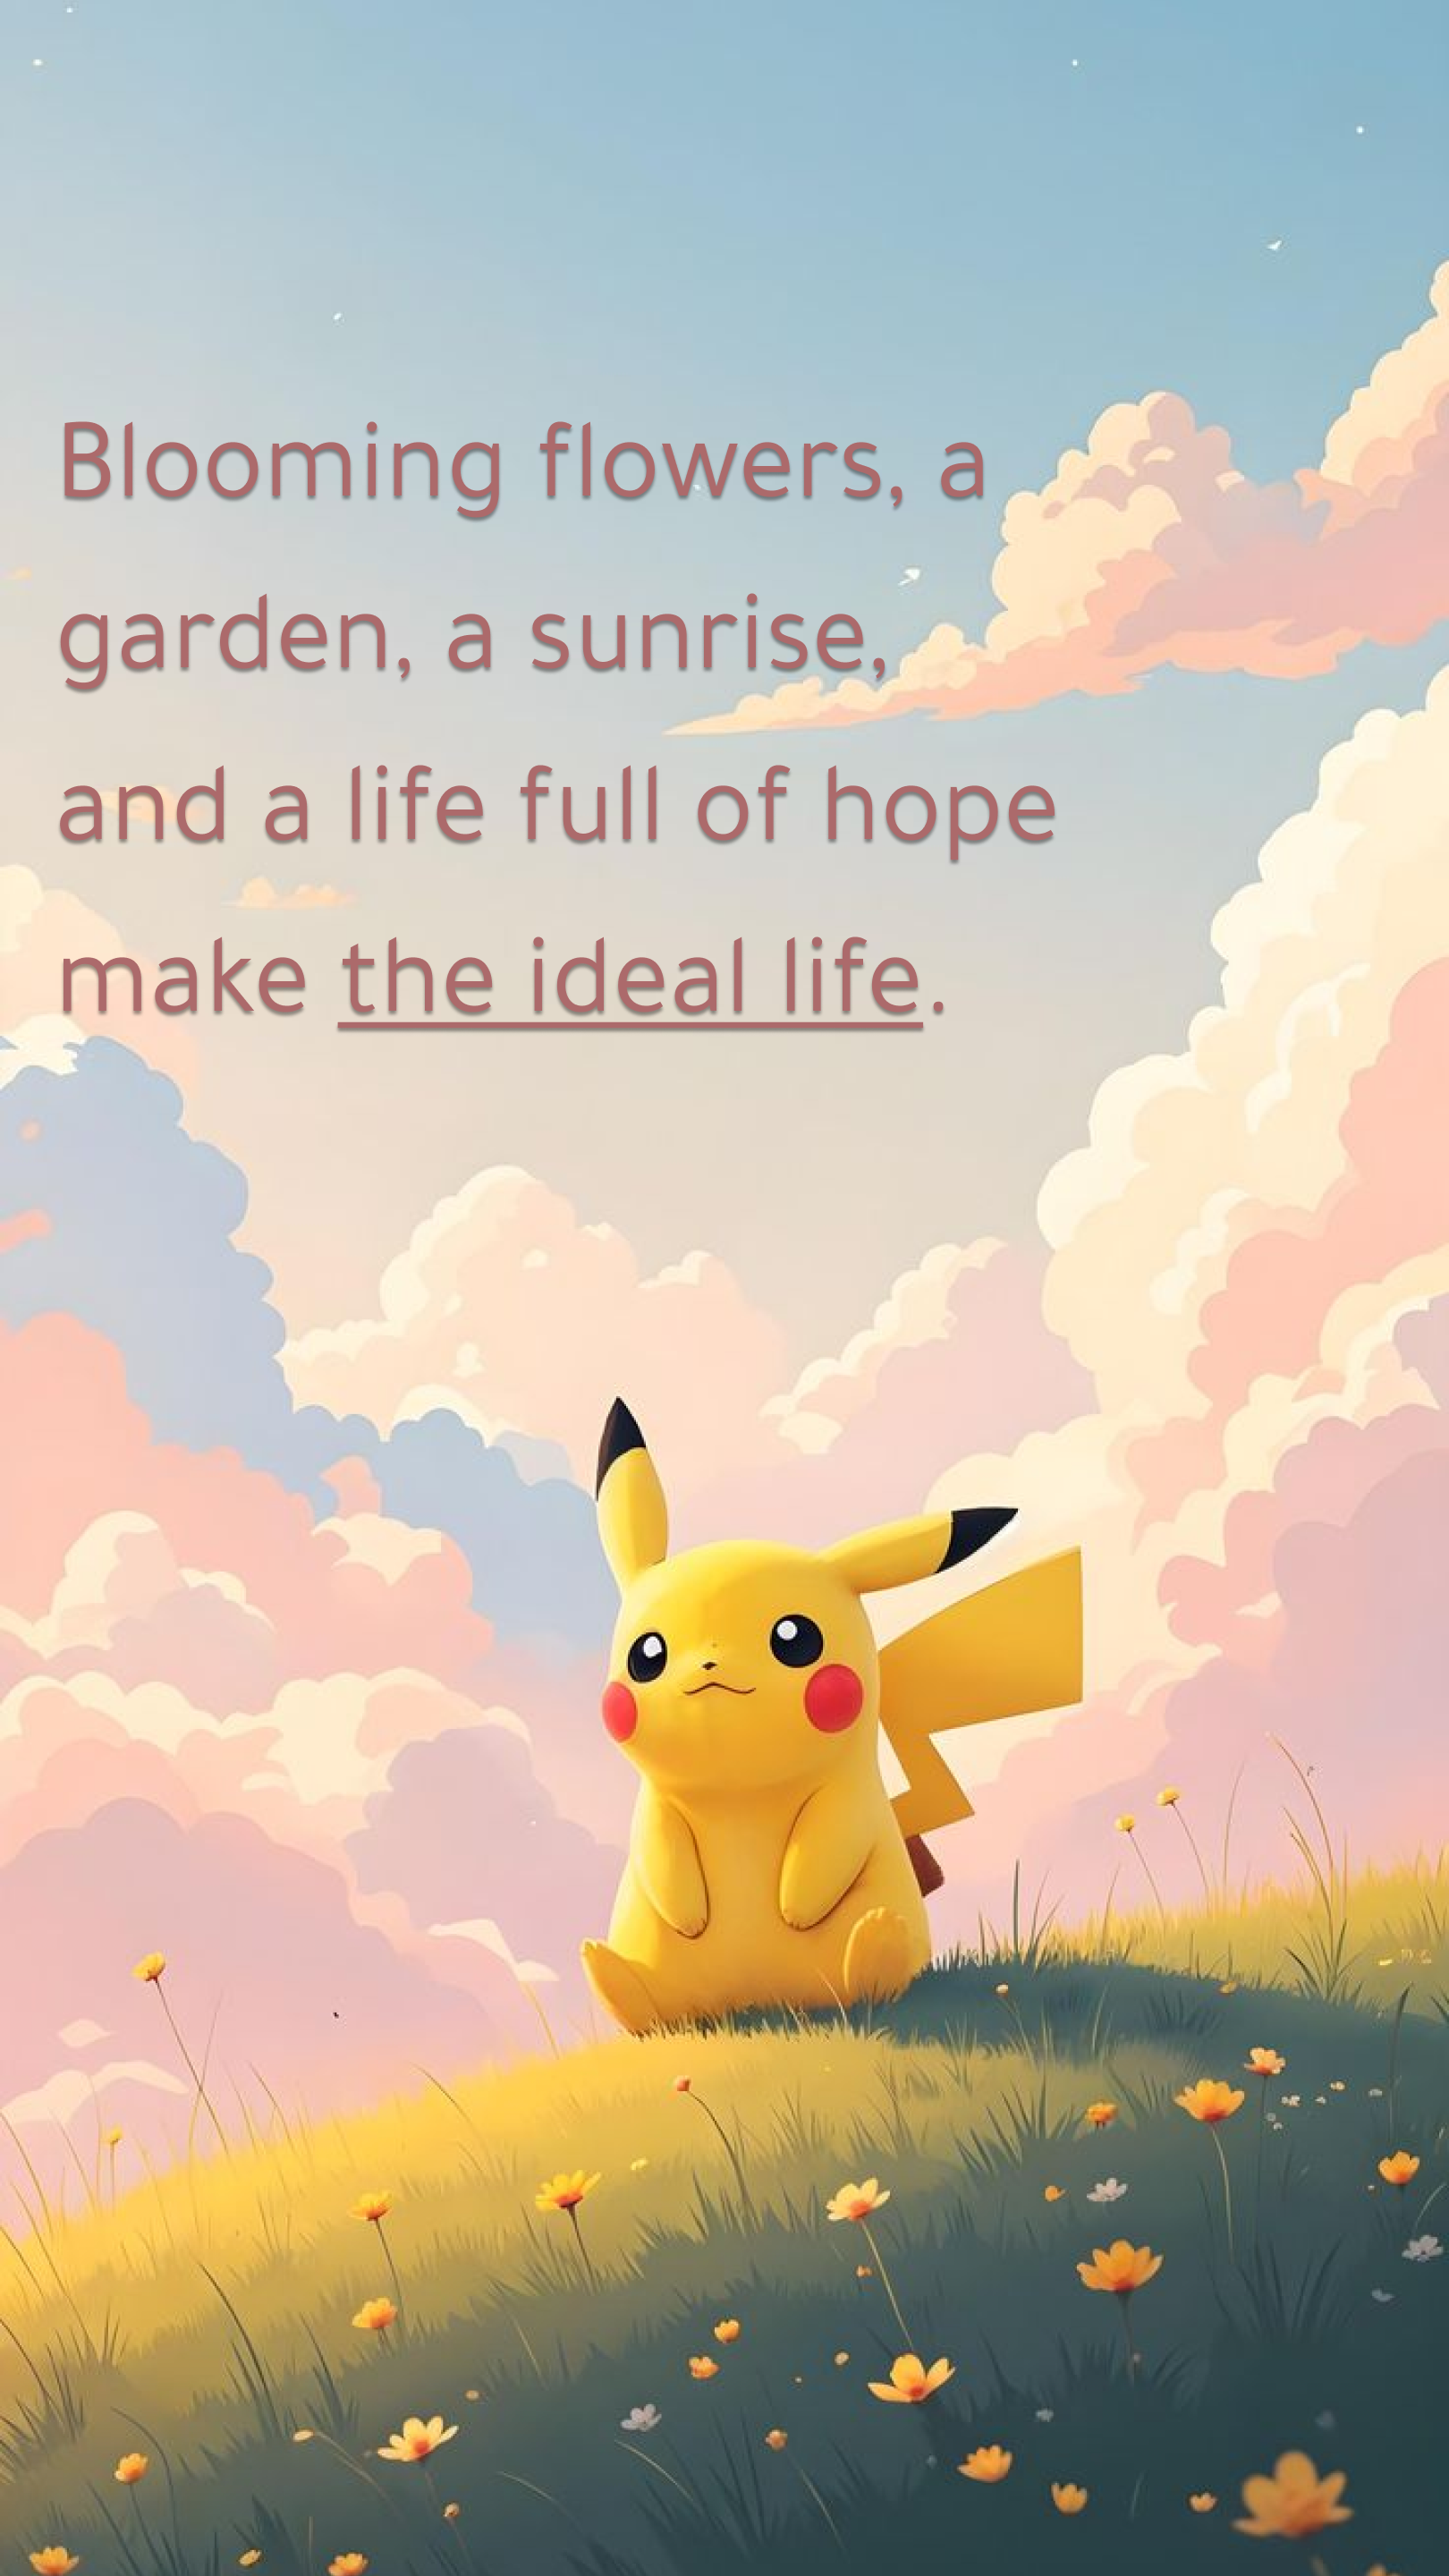 Blooming flowers, a
garden, a sunrise,
and a life full of hope
make the ideal life.